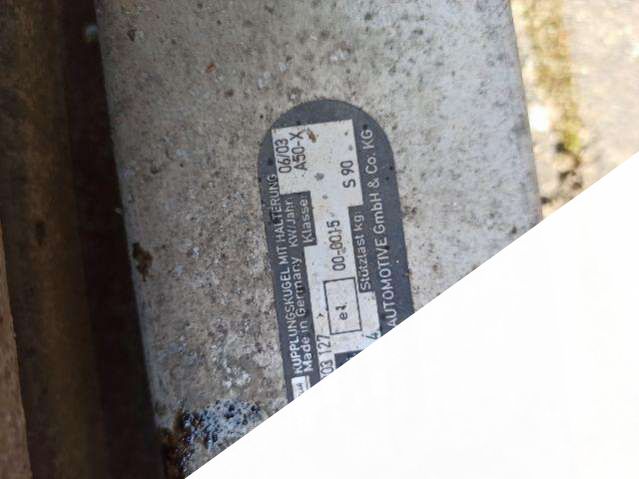 KUPPLUNGSKUGEL MIT HALTERUNG
Made in Germany KW/Jahr: 06/03
Klasse: A50-X
03 127
e1 00-0015
Stützlast kg: S 90
AUTOMOTIVE GmbH & Co. KG